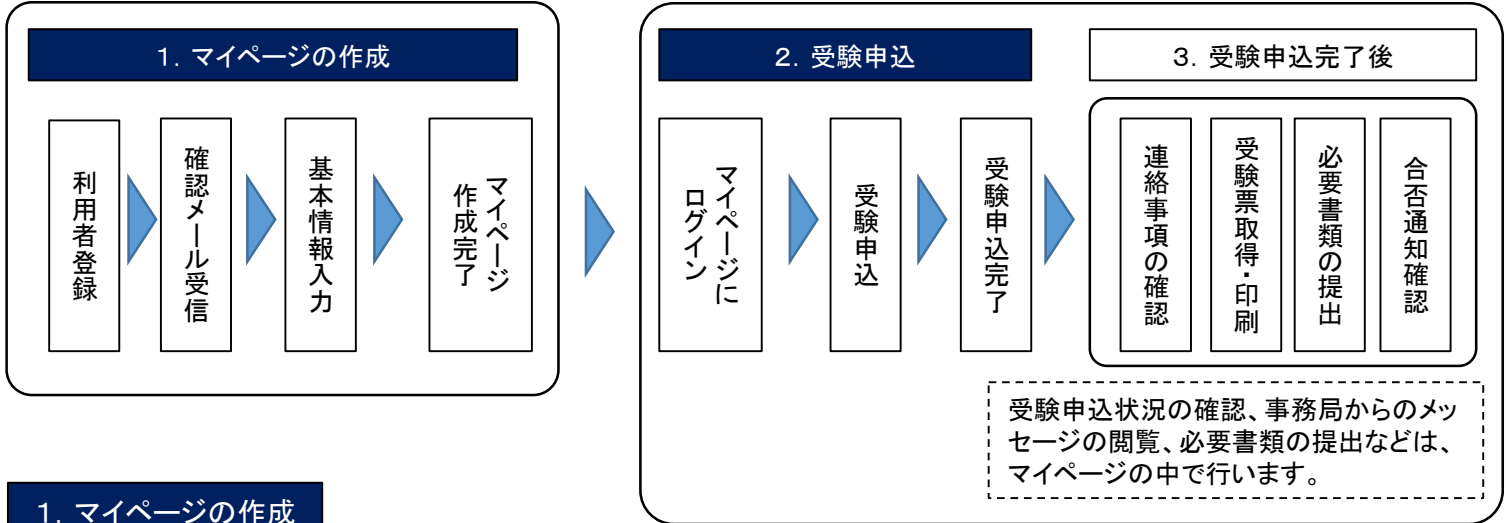 １．マイページの作成
利用者登録
確認メール受信
基本情報入力
マイページ
作成完了
２．受験申込
マイページに
ログイン
受験申込
受験申込完了
３．受験申込完了後
連絡事項の確認
受験票取得・印刷
必要書類の提出
合否通知確認
受験申込状況の確認、事務局からのメッ
セージの閲覧、必要書類の提出などは、
マイページの中で行います。
１．マイページの作成